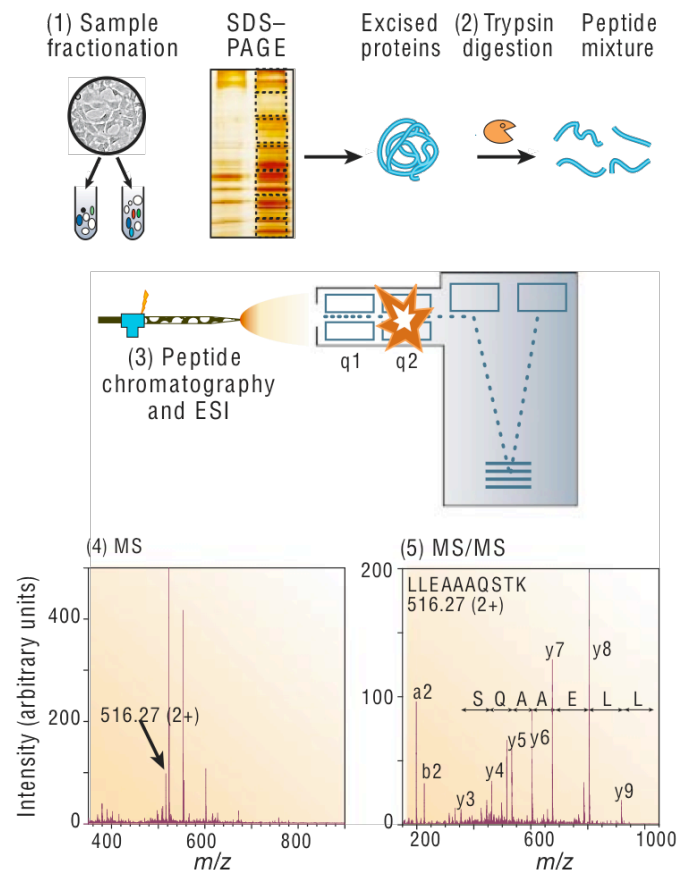 (1) Sample
fractionation
SDS–
PAGE
Excised
proteins
(2) Trypsin
digestion
Peptide
mixture
(3) Peptide
chromatography
and ESI
q1
q2
(4) MS
Intensity (arbitrary units)
400
200
0
516.27 (2+)
400
600
800
m/z
(5) MS/MS
200
100
0
LLEAAAQSTK
516.27 (2+)
y7
y8
S Q A A E L L
a2
b2
y3
y4
y5
y6
y9
200
600
1000
m/z